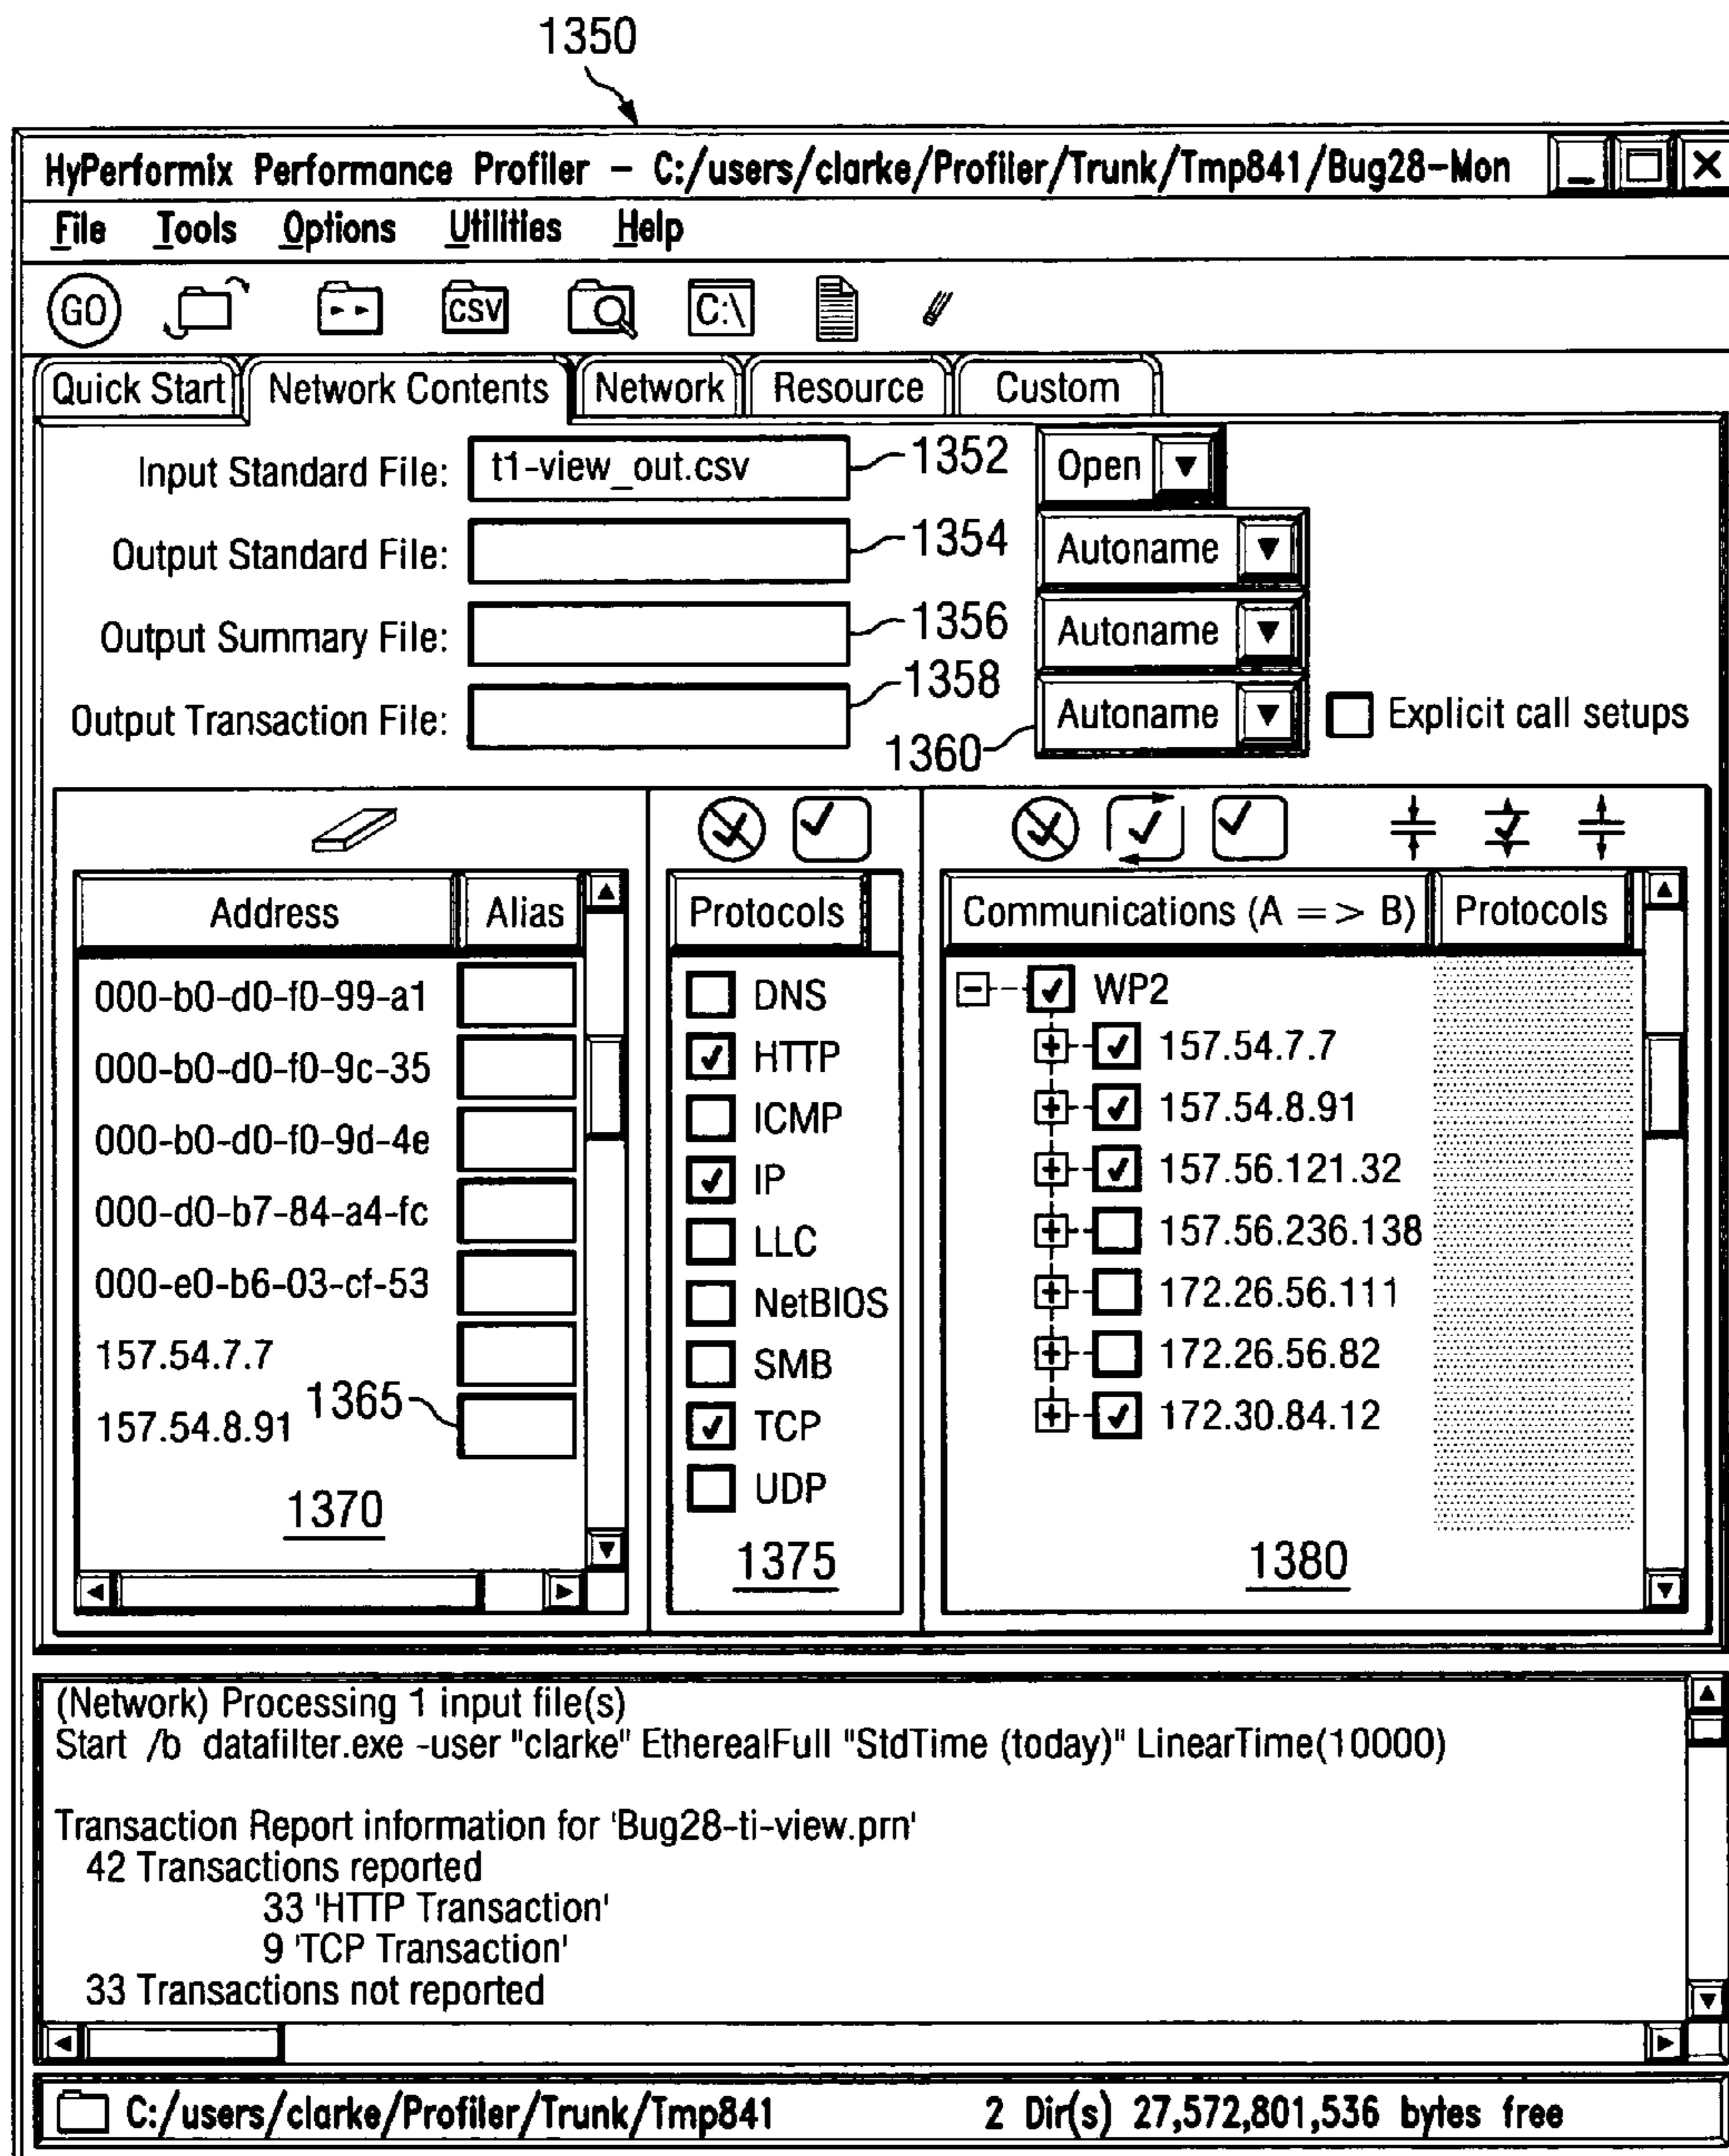 1350
HyPerformix Performance Profiler – C:/users/clarke/Profiler/Trunk/Tmp841/Bug28-Mon
File Tools Options Utilities Help
GO CSV C:\
Quick Start Network Contents Network Resource Custom
Input Standard File: t1-view_out.csv 1352 Open
Output Standard File: 1354 Autoname
Output Summary File: 1356 Autoname
Output Transaction File: 1358 Autoname Explicit call setups
1360
Address Alias
000-b0-d0-f0-99-a1
000-b0-d0-f0-9c-35
000-b0-d0-f0-9d-4e
000-d0-b7-84-a4-fc
000-e0-b6-03-cf-53
157.54.7.7
157.54.8.91 1365
1370
Protocols
DNS
HTTP
ICMP
IP
LLC
NetBIOS
SMB
TCP
UDP
1375
Communications (A = > B) Protocols
WP2
157.54.7.7
157.54.8.91
157.56.121.32
157.56.236.138
172.26.56.111
172.26.56.82
172.30.84.12
1380
(Network) Processing 1 input file(s)
Start /b datafilter.exe -user "clarke" EtherealFull "StdTime (today)" LinearTime(10000)
Transaction Report information for 'Bug28-ti-view.prn'
42 Transactions reported
33 'HTTP Transaction'
9 'TCP Transaction'
33 Transactions not reported
C:/users/clarke/Profiler/Trunk/Tmp841 2 Dir(s) 27,572,801,536 bytes free